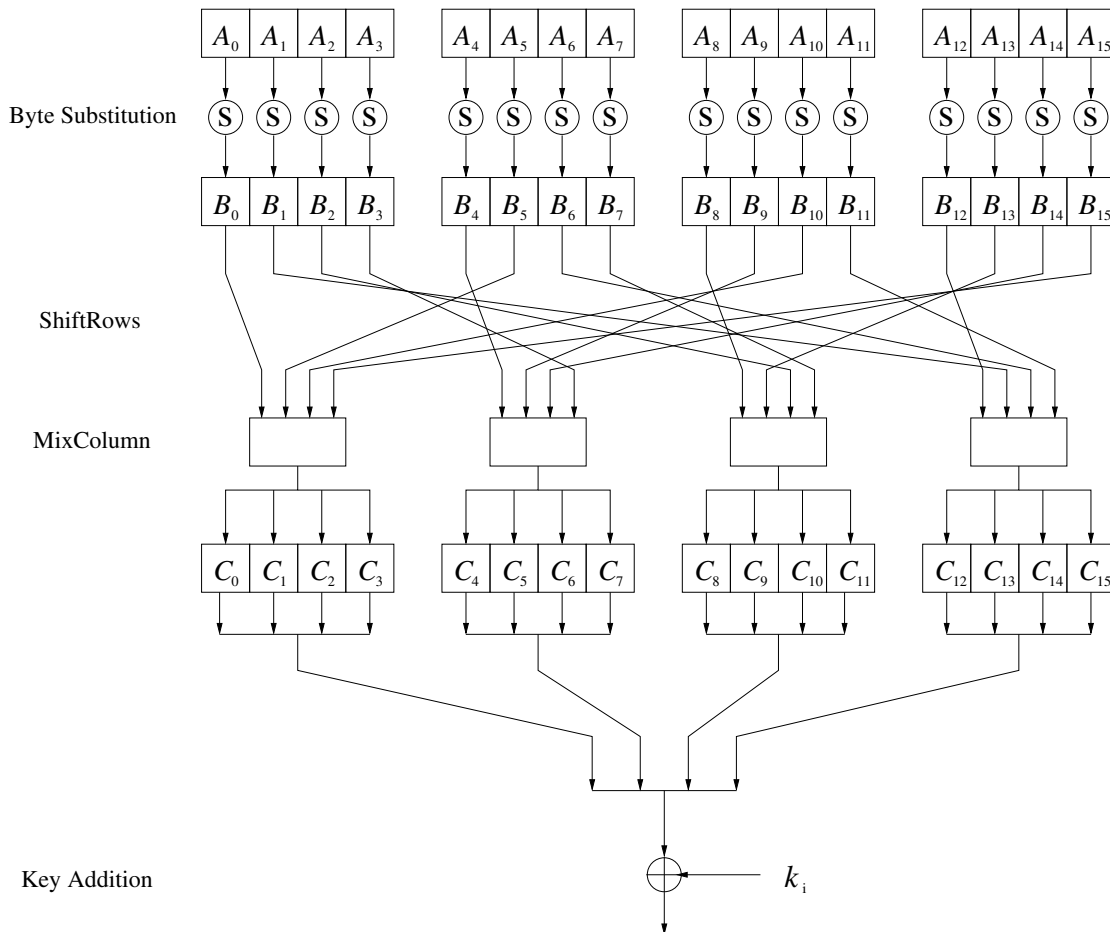 A₀ A₁ A₂ A₃ A₄ A₅ A₆ A₇ A₈ A₉ A₁₀ A₁₁ A₁₂ A₁₃ A₁₄ A₁₅
Byte Substitution S S S S S S S S S S S S S S S S
B₀ B₁ B₂ B₃ B₄ B₅ B₆ B₇ B₈ B₉ B₁₀ B₁₁ B₁₂ B₁₃ B₁₄ B₁₅
ShiftRows
MixColumn
C₀ C₁ C₂ C₃ C₄ C₅ C₆ C₇ C₈ C₉ C₁₀ C₁₁ C₁₂ C₁₃ C₁₄ C₁₅
Key Addition kᵢ